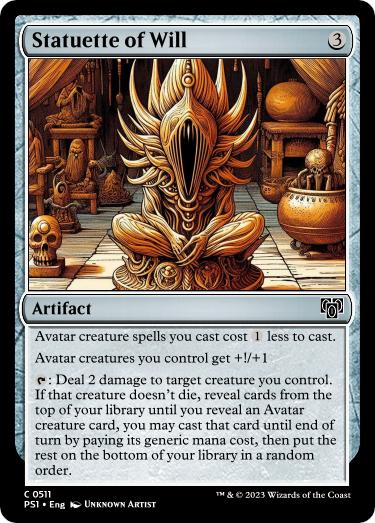 Statuette of Will 3
Artifact
Avatar creature spells you cast cost 1 less to cast.
Avatar creatures you control get +!/+1
: Deal 2 damage to target creature you control.
If that creature doesn't die, reveal cards from the
top of your library until you reveal an Avatar
creature card, you may cast that card until end of
turn by paying its generic mana cost, then put the
rest on the bottom of your library in a random
order.
C 0511
PS1 • Eng Unknown Artist
™ & © 2023 Wizards of the Coast